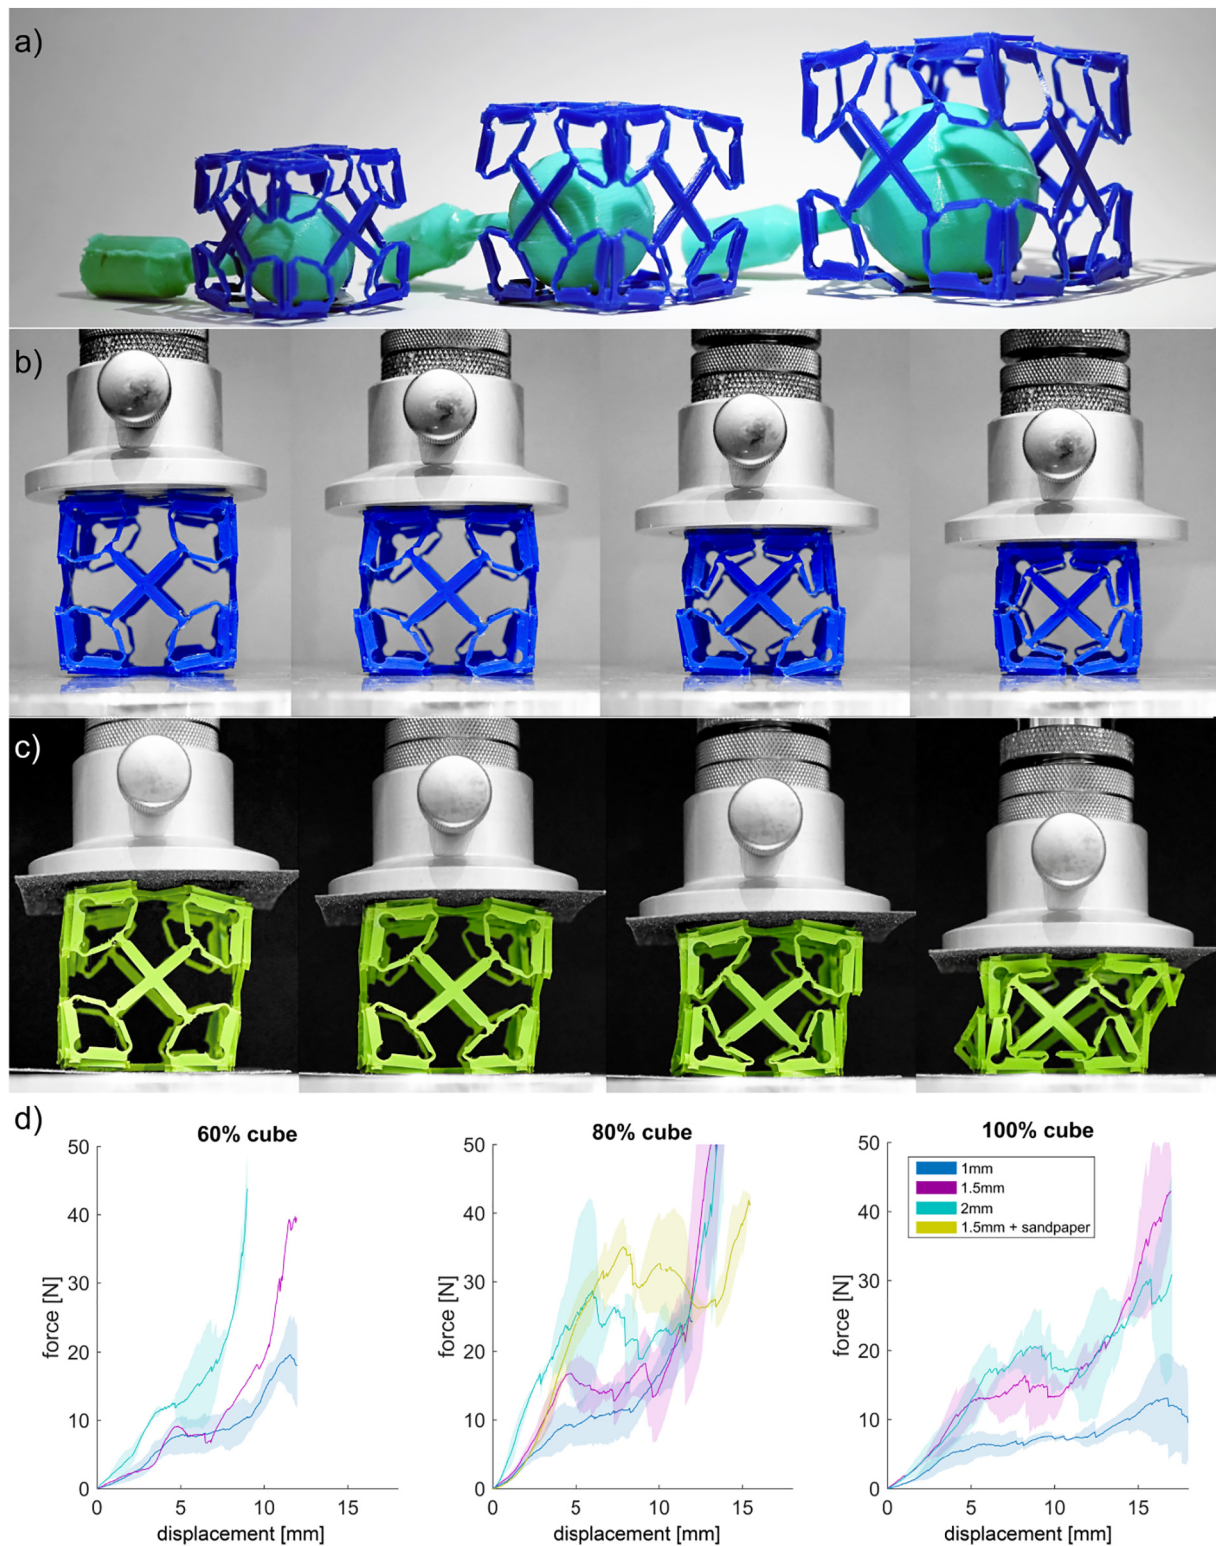 a)
b)
c)
d)
60% cube
80% cube
100% cube
50
40
30
20
10
0
force [N]
0 5 10 15
displacement [mm]
50
40
30
20
10
0
force [N]
0 5 10 15
displacement [mm]
50
40
30
20
10
0
force [N]
0 5 10 15
displacement [mm]
1mm
1.5mm
2mm
1.5mm + sandpaper